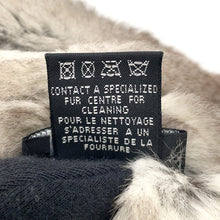 CONTACT A SPECIALIZED
FUR CENTRE FOR
CLEANING
POUR LE NETTOYAGE
S'ADRESSER A UN
SPECIALISTE DE LA
FOURRURE